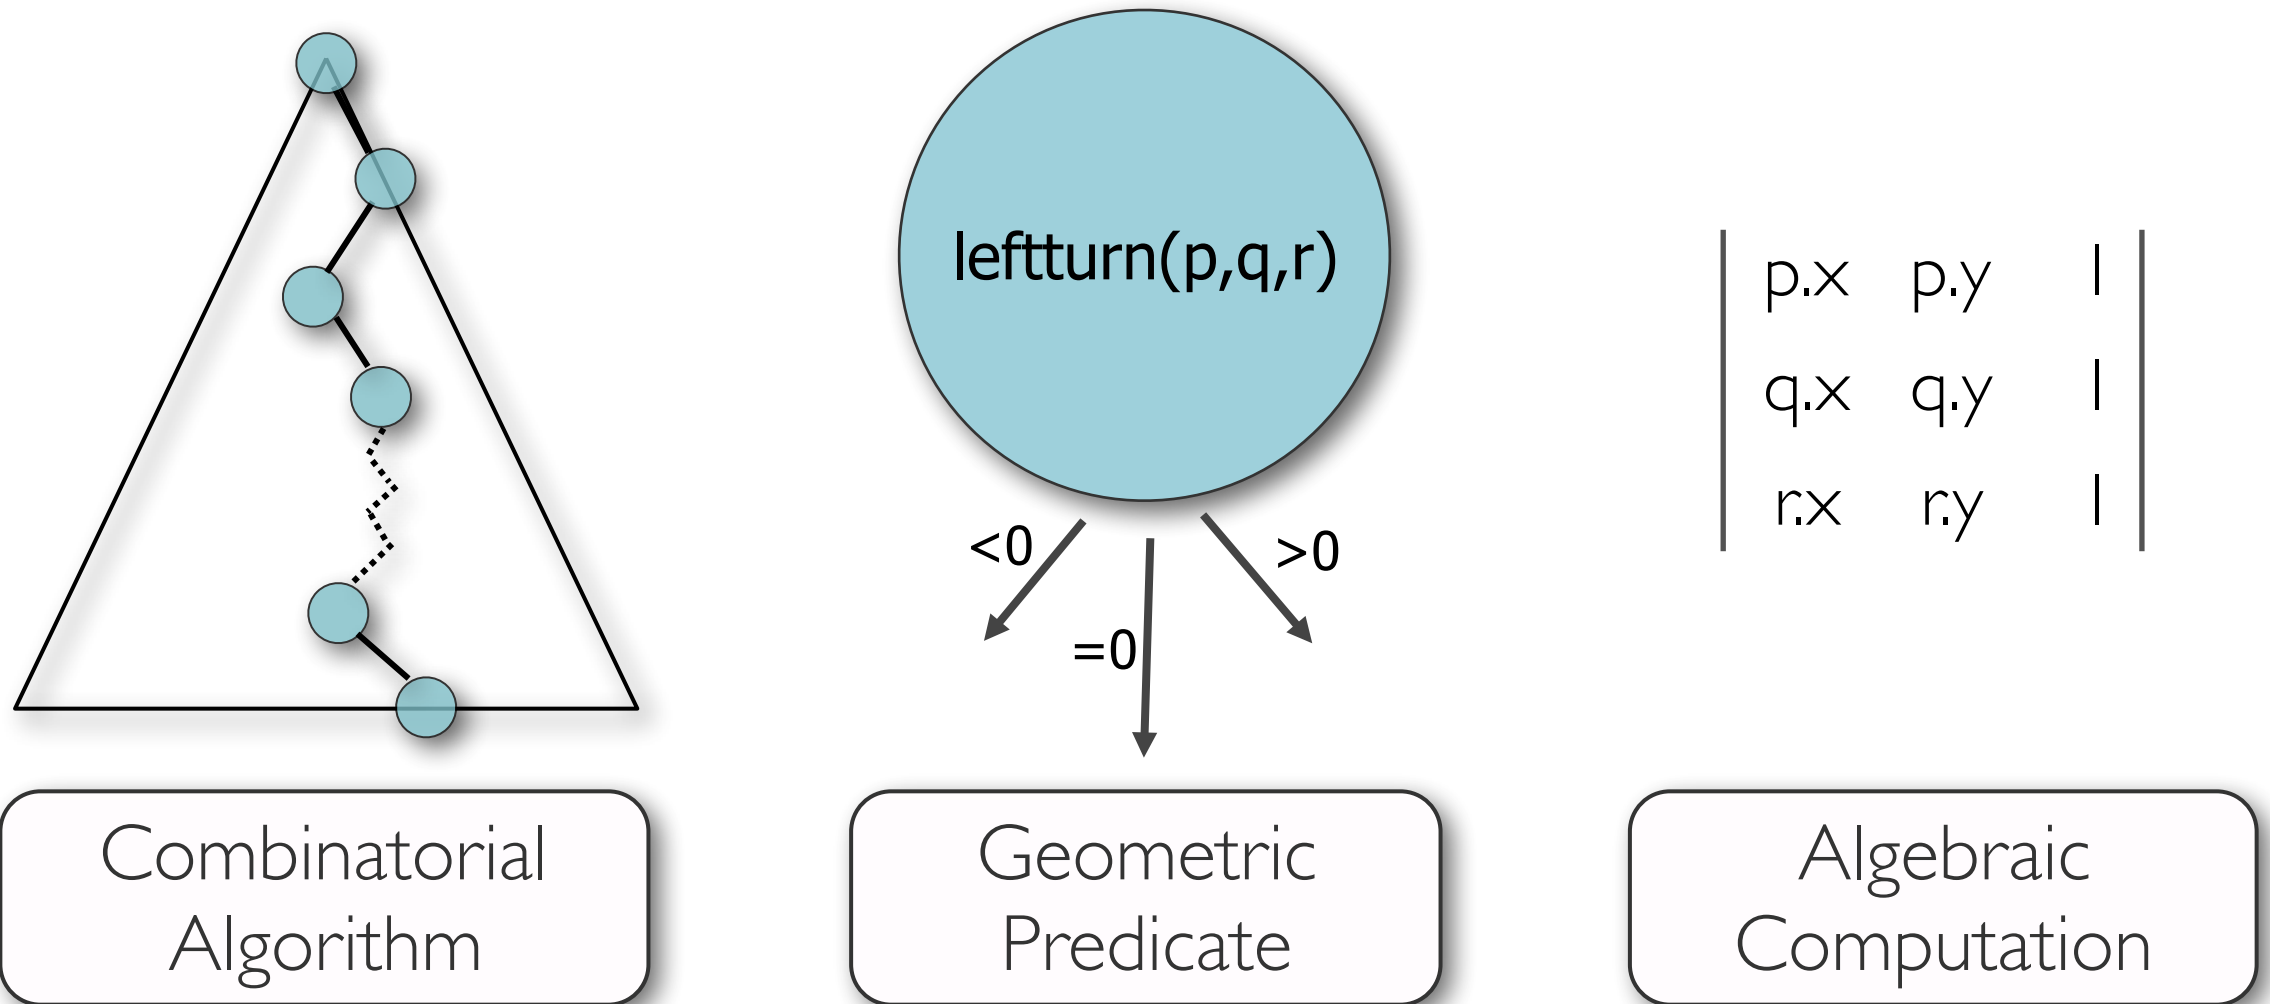 leftturn(p,q,r)
<0
=0
>0
p.x p.y 1
q.x q.y 1
r.x r.y 1
Combinatorial
Algorithm
Geometric
Predicate
Algebraic
Computation